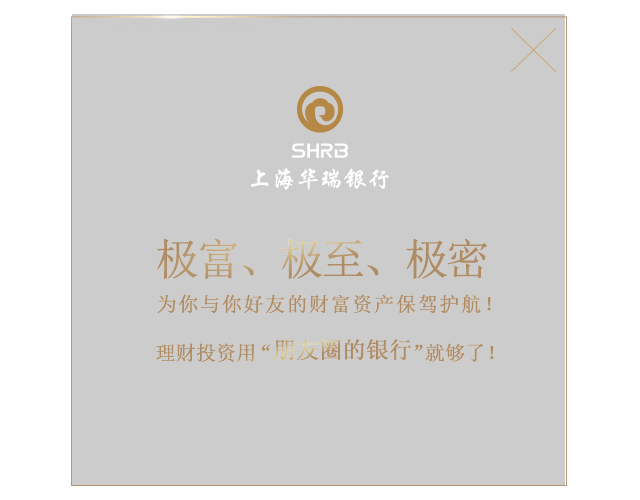 SHRB
上海华瑞银行
极富、极至、极密
为你与你好友的财富资产保驾护航！
理财投资用“朋友圈的银行”就够了！